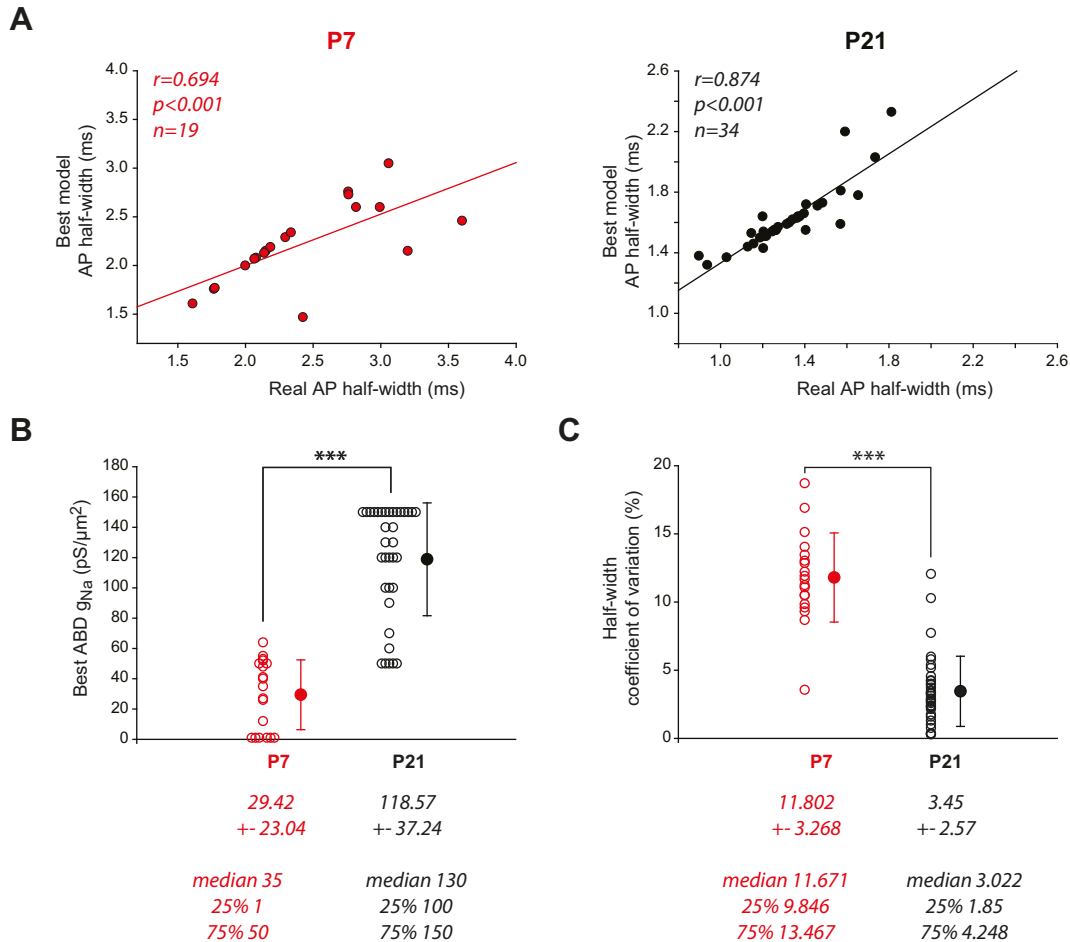 A
P7
r=0.694
p<0.001
n=19
Best model
AP half-width (ms)
4.0
3.5
3.0
2.5
2.0
1.5
1.5 2.0 2.5 3.0 3.5 4.0
Real AP half-width (ms)
P21
r=0.874
p<0.001
n=34
Best model
AP half-width (ms)
2.6
2.2
1.8
1.4
1.0
1.0 1.4 1.8 2.2 2.6
Real AP half-width (ms)
B
***
Best ABD gNa (pS/µm²)
180
160
140
120
100
80
60
40
20
0
P7 P21
29.42 118.57
+- 23.04 +- 37.24
median 35 median 130
25% 1 25% 100
75% 50 75% 150
C
***
Half-width
coefficient of variation (%)
20
15
10
5
0
P7 P21
11.802 3.45
+- 3.268 +- 2.57
median 11.671 median 3.022
25% 9.846 25% 1.85
75% 13.467 75% 4.248